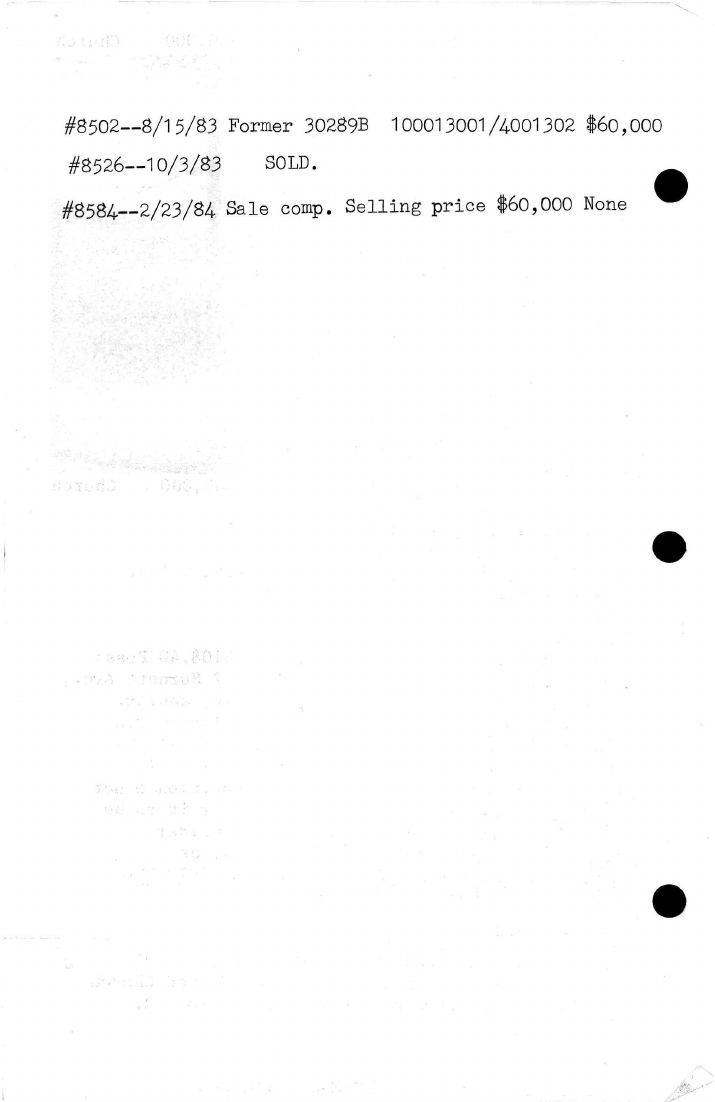 #8502--8/15/83 Former 30289B 100013001/4001302 $60,000
#8526--10/3/83 SOLD.
#8584--2/23/84 Sale comp. Selling price $60,000 None